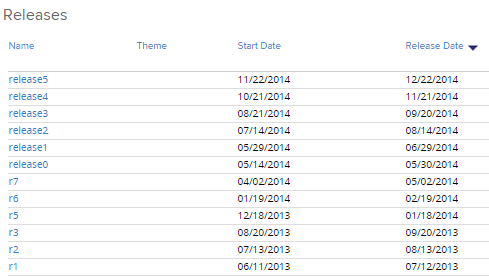 Releases
Name Theme Start Date Release Date
release5 11/22/2014 12/22/2014
release4 10/21/2014 11/21/2014
release3 08/21/2014 09/20/2014
release2 07/14/2014 08/14/2014
release1 05/29/2014 06/29/2014
release0 05/14/2014 05/30/2014
r7 04/02/2014 05/02/2014
r6 01/19/2014 02/19/2014
r5 12/18/2013 01/18/2014
r3 08/20/2013 09/20/2013
r2 07/13/2013 08/13/2013
r1 06/11/2013 07/12/2013